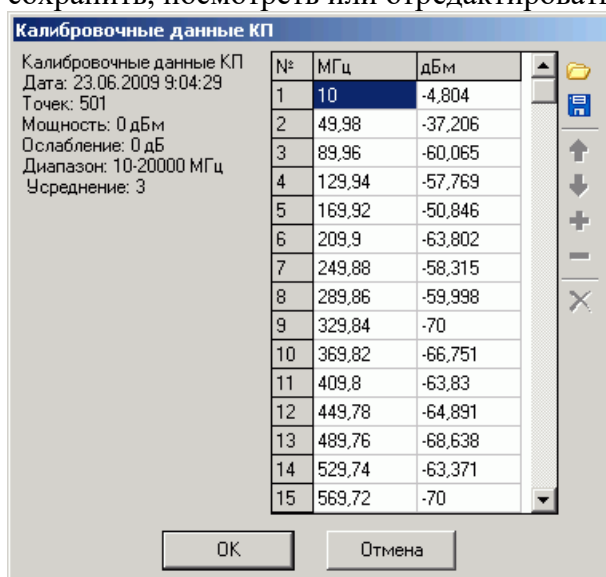 сохранить, посмотреть или отредактировать
Калибровочные данные КП
Калибровочные данные КП
Дата: 23.06.2009 9:04:29
Точек: 501
Мощность: 0 дБм
Ослабление: 0 дБ
Диапазон: 10-20000 МГц
Усреднение: 3
№ МГц дБм
1 10 -4,804
2 49,98 -37,206
3 89,96 -60,065
4 129,94 -57,769
5 169,92 -50,846
6 209,9 -63,802
7 249,88 -58,315
8 289,86 -59,998
9 329,84 -70
10 369,82 -66,751
11 409,8 -63,83
12 449,78 -64,891
13 489,76 -68,638
14 529,74 -63,371
15 569,72 -70
OK Отмена